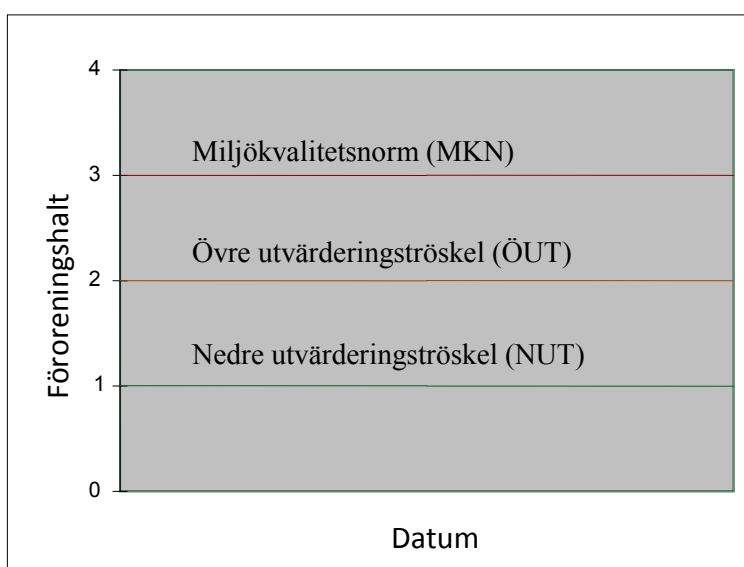 4
Miljökvalitetsnorm (MKN)
3
Övre utvärderingströskel (ÖUT)
2
Nedre utvärderingströskel (NUT)
1
0
Föroreningshalt
Datum